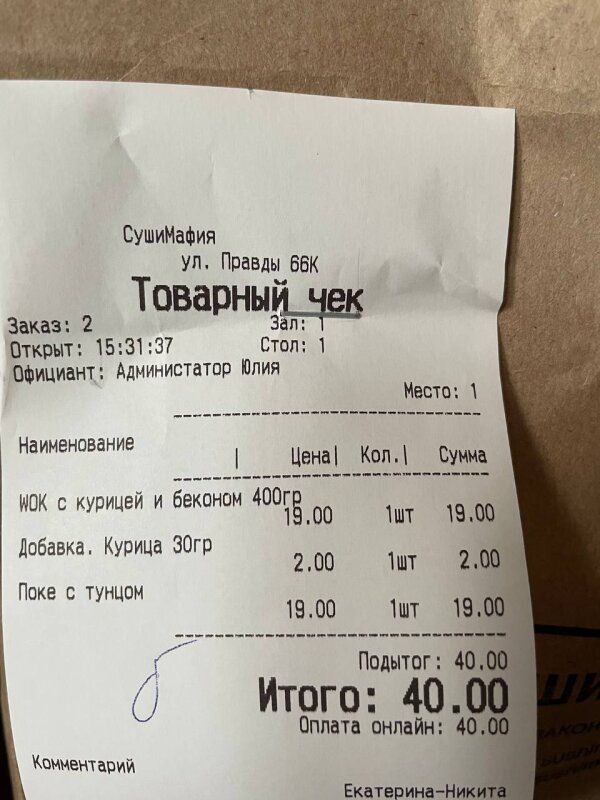 СушиМафия
ул. Правды 66К
Товарный чек
Заказ: 2 Зал: 1
Открыт: 15:31:37 Стол: 1
Официант: Администатор Юлия
Место: 1
Наименование
| Цена| Кол.| Сумма
WOK с курицей и беконом 400гр
19.00 1шт 19.00
Добавка. Курица 30гр
2.00 1шт 2.00
Поке с тунцом
19.00 1шт 19.00
Подытог: 40.00
Итого: 40.00
Оплата онлайн: 40.00
Комментарий
Екатерина-Никита